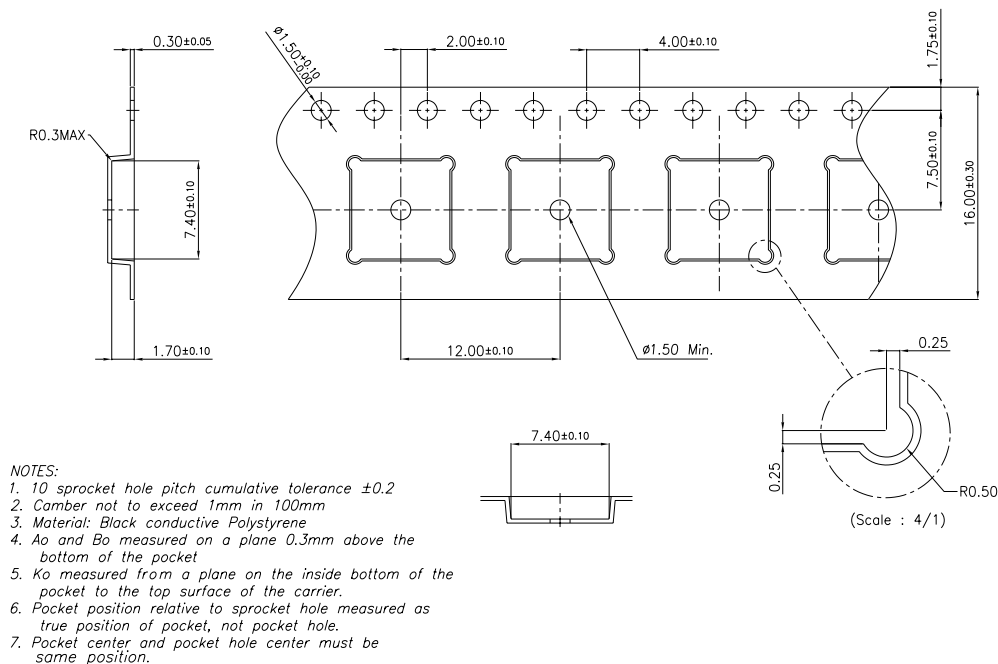 0.30±0.05
Ø1.50+0.10-0.00
2.00±0.10
4.00±0.10
1.75±0.10
R0.3MAX
7.40±0.10
7.50±0.10
16.00±0.30
1.70±0.10
12.00±0.10
Ø1.50 Min.
0.25
7.40±0.10
0.25
R0.50
(Scale : 4/1)
NOTES:
1. 10 sprocket hole pitch cumulative tolerance ±0.2
2. Camber not to exceed 1mm in 100mm
3. Material: Black conductive Polystyrene
4. Ao and Bo measured on a plane 0.3mm above the
bottom of the pocket
5. Ko measured from a plane on the inside bottom of the
pocket to the top surface of the carrier.
6. Pocket position relative to sprocket hole measured as
true position of pocket, not pocket hole.
7. Pocket center and pocket hole center must be
same position.